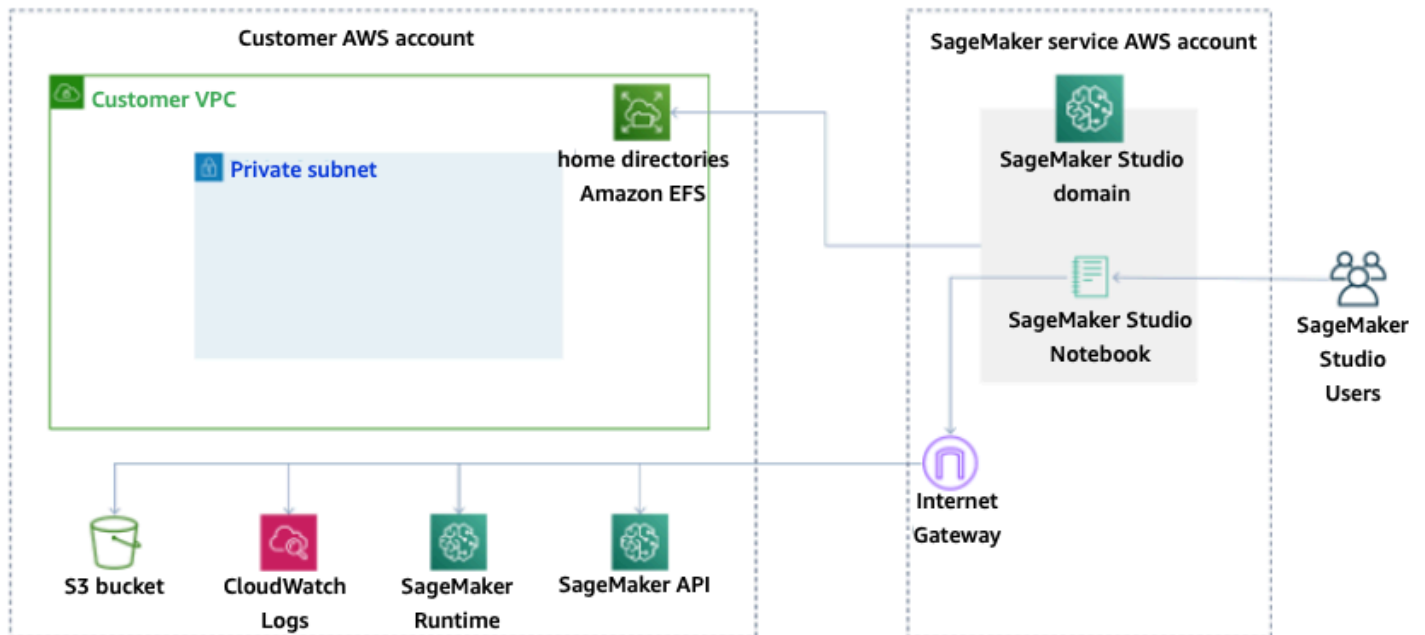 Customer AWS account
SageMaker service AWS account
Customer VPC
Private subnet
home directories
Amazon EFS
SageMaker Studio
domain
SageMaker Studio
Notebook
SageMaker
Studio
Users
Internet
Gateway
S3 bucket
CloudWatch
Logs
SageMaker
Runtime
SageMaker API